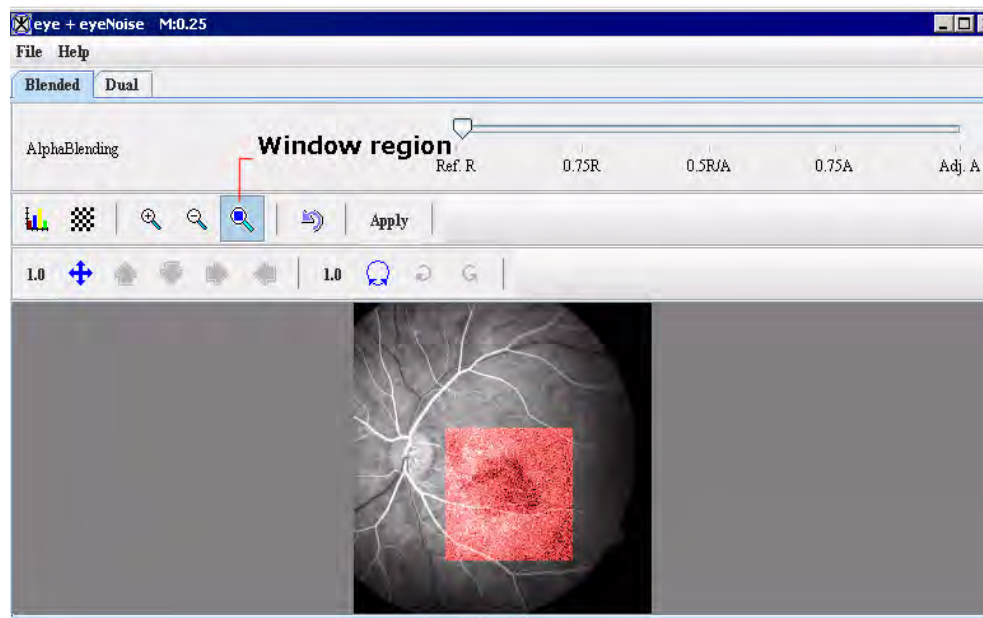 eye + eyeNoise M:0.25
File Help
Blended Dual
AlphaBlending
Window region
Ref. R 0.75R 0.5R/A 0.75A Adj. A
Apply
1.0 1.0